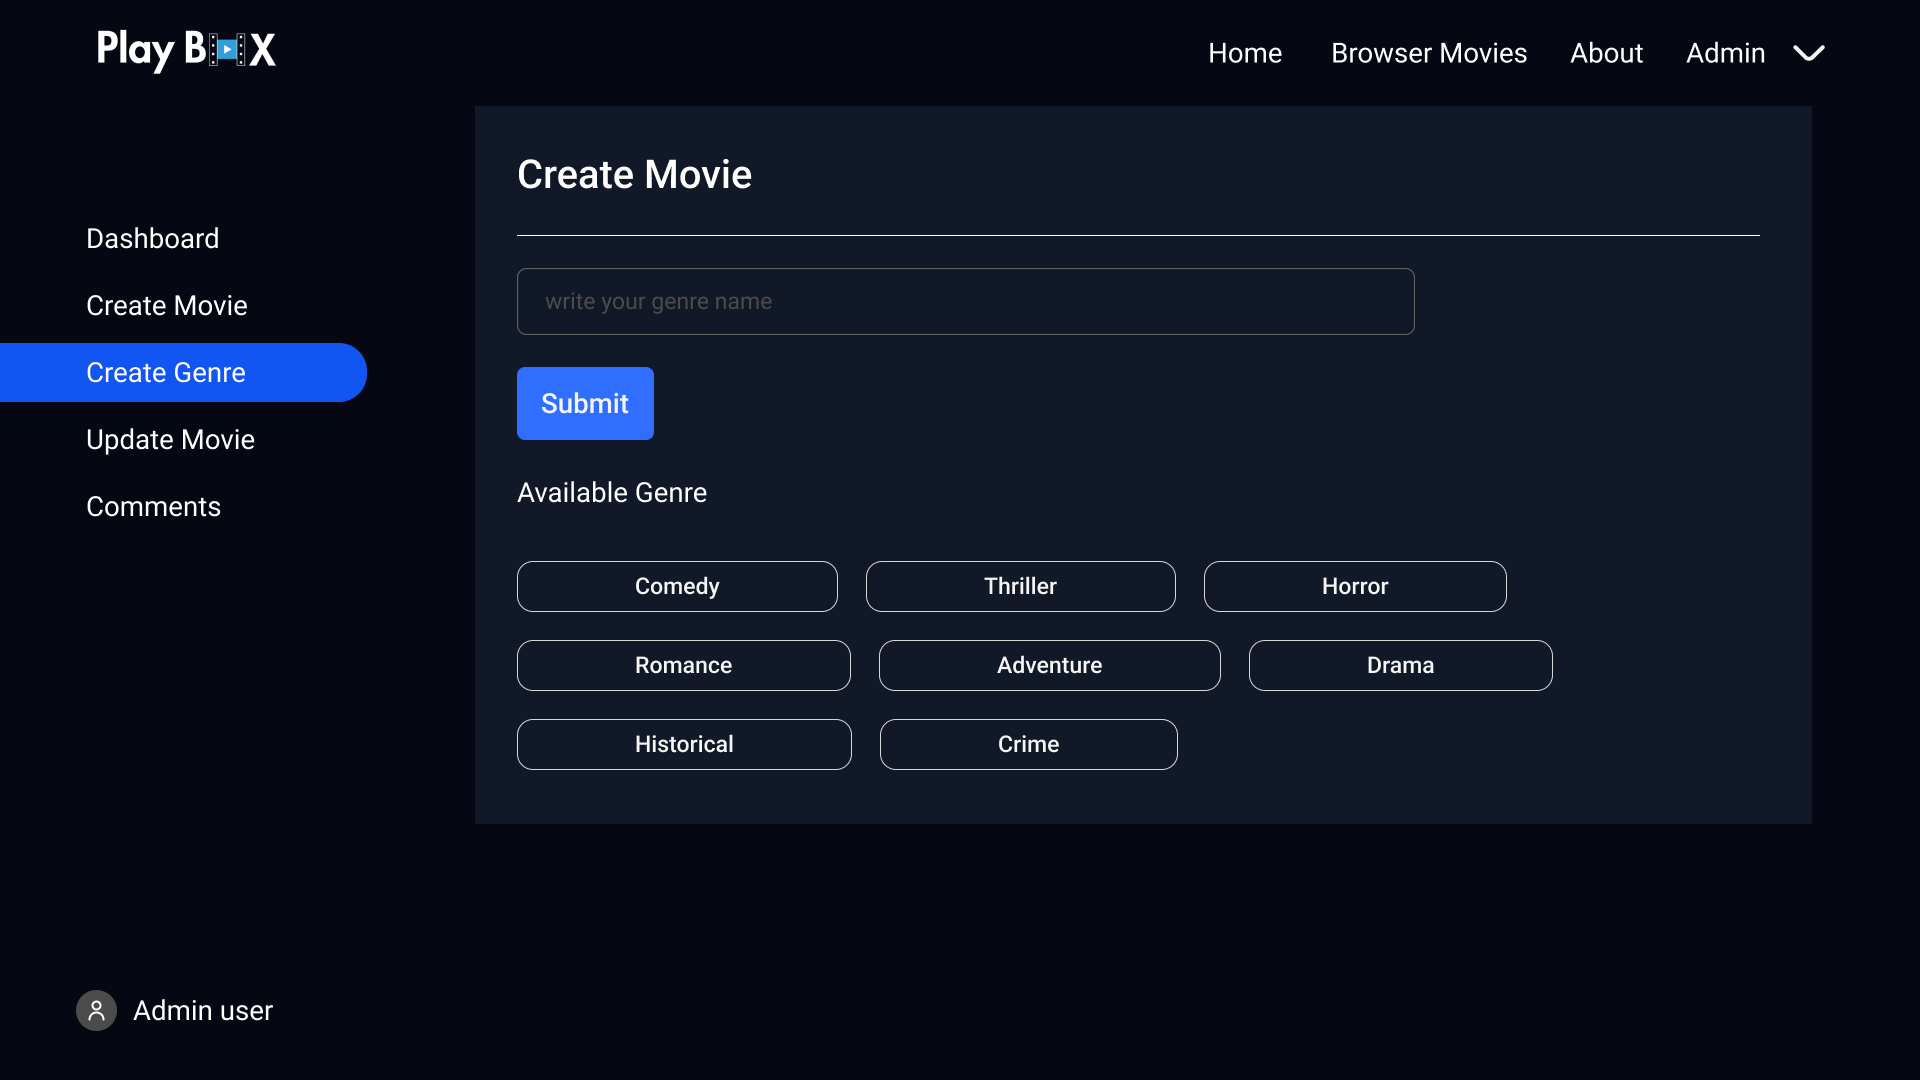 Play BOX
Home Browser Movies About Admin
Dashboard
Create Movie
Create Genre
Update Movie
Comments
Admin user
Create Movie
write your genre name
Submit
Available Genre
Comedy Thriller Horror
Romance Adventure Drama
Historical Crime